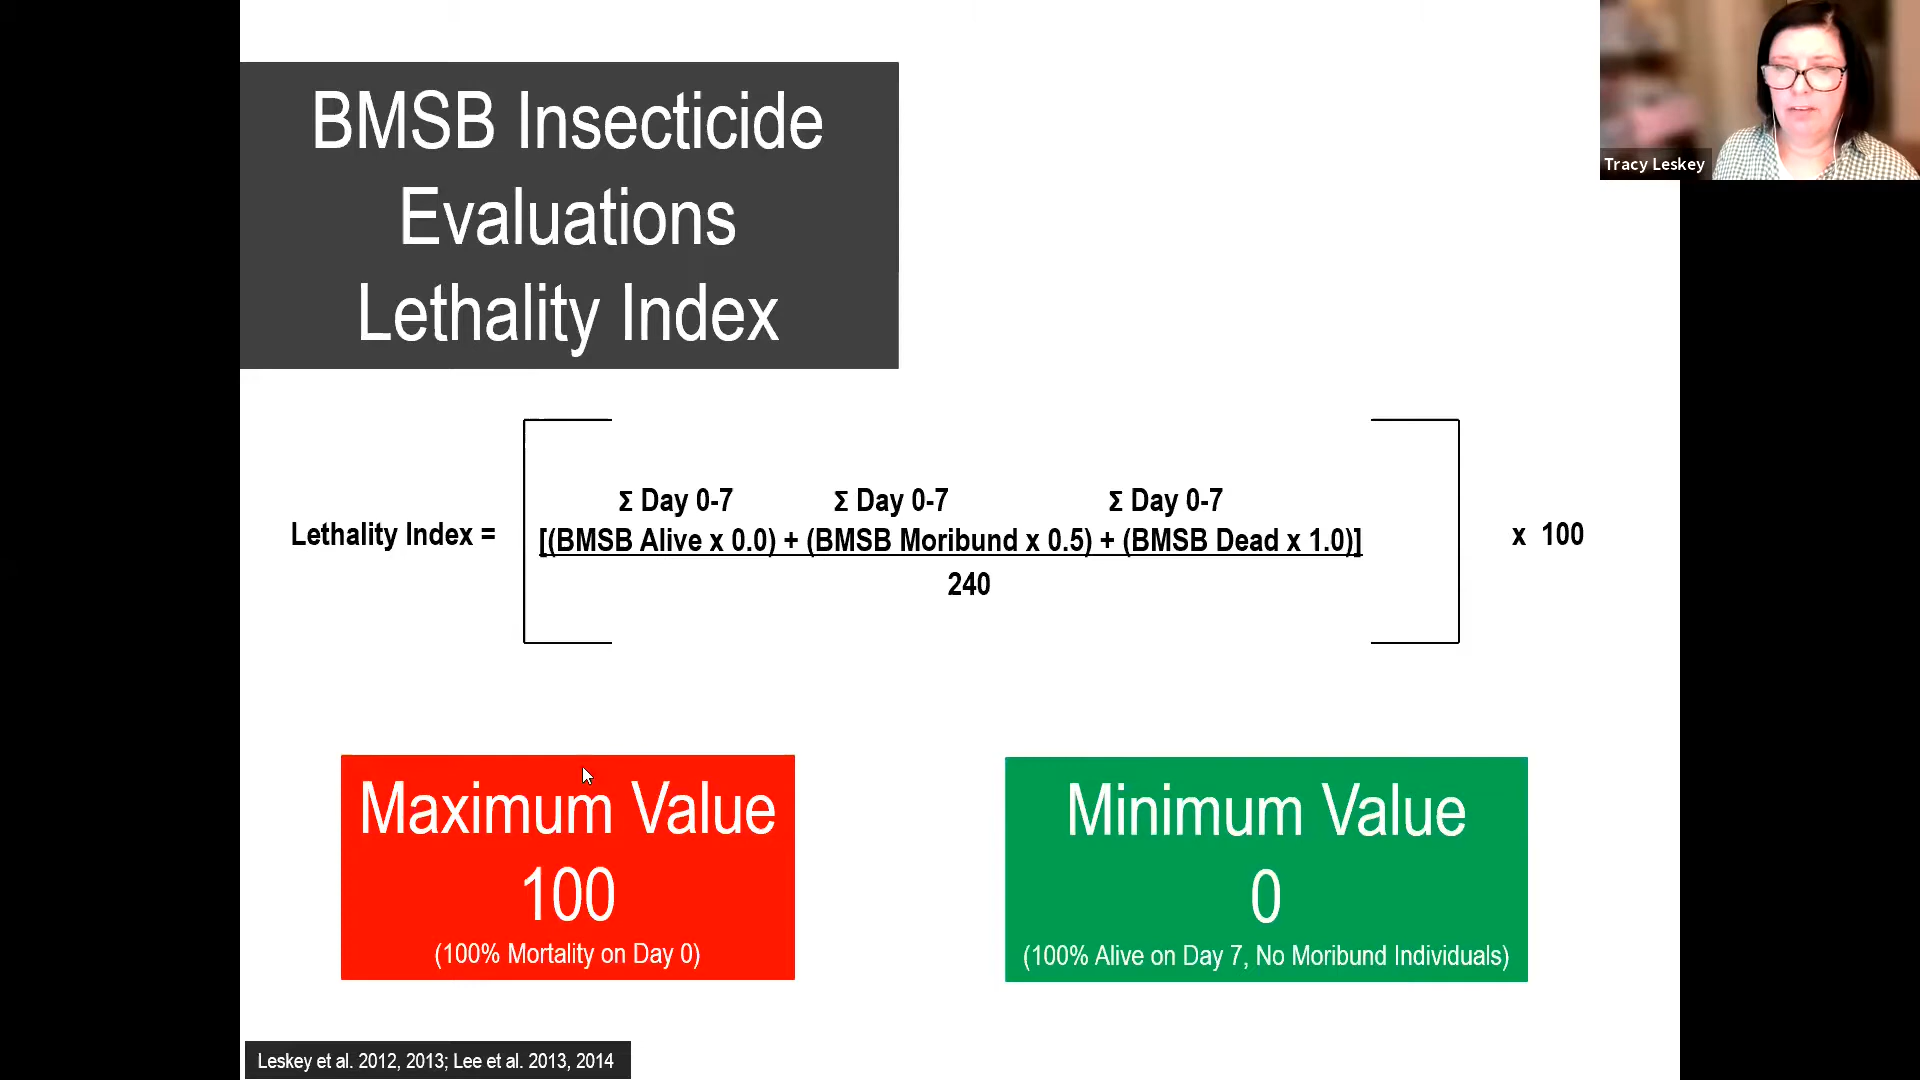 BMSB Insecticide
Evaluations
Lethality Index
Tracy Leskey
Σ Day 0-7 Σ Day 0-7 Σ Day 0-7
Lethality Index = [(BMSB Alive x 0.0) + (BMSB Moribund x 0.5) + (BMSB Dead x 1.0)] x 100
240
Maximum Value
100
(100% Mortality on Day 0)
Minimum Value
0
(100% Alive on Day 7, No Moribund Individuals)
Leskey et al. 2012, 2013; Lee et al. 2013, 2014